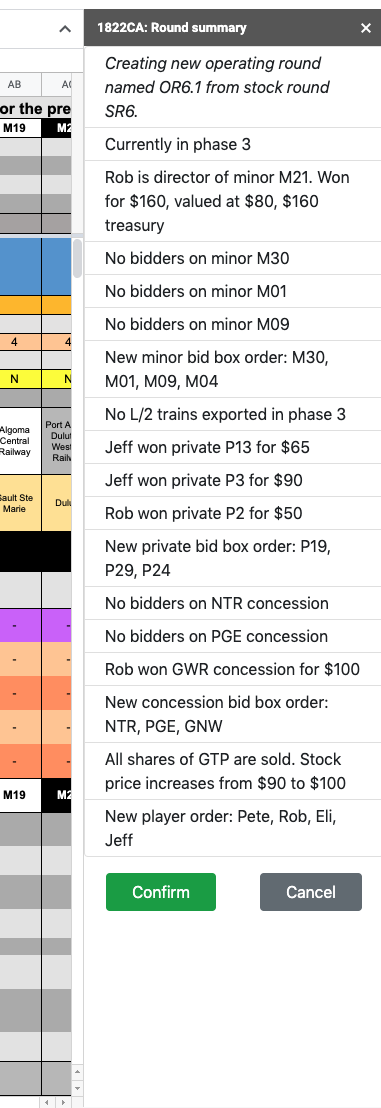 1822CA: Round summary
×
Creating new operating round
named OR6.1 from stock round
SR6.
Currently in phase 3
Rob is director of minor M21. Won
for $160, valued at $80, $160
treasury
No bidders on minor M30
No bidders on minor M01
No bidders on minor M09
New minor bid box order: M30,
M01, M09, M04
No L/2 trains exported in phase 3
Jeff won private P13 for $65
Jeff won private P3 for $90
Rob won private P2 for $50
New private bid box order: P19,
P29, P24
No bidders on NTR concession
No bidders on PGE concession
Rob won GWR concession for $100
New concession bid box order:
NTR, PGE, GNW
All shares of GTP are sold. Stock
price increases from $90 to $100
New player order: Pete, Rob, Eli,
Jeff
Confirm
Cancel
AB
or the pre
M19
4 4
N N
Algoma
Central
Railway
Port A
Dulut
West
Railw
Sault Ste
Marie
Dulu
- -
- -
- -
- -
- -
M19